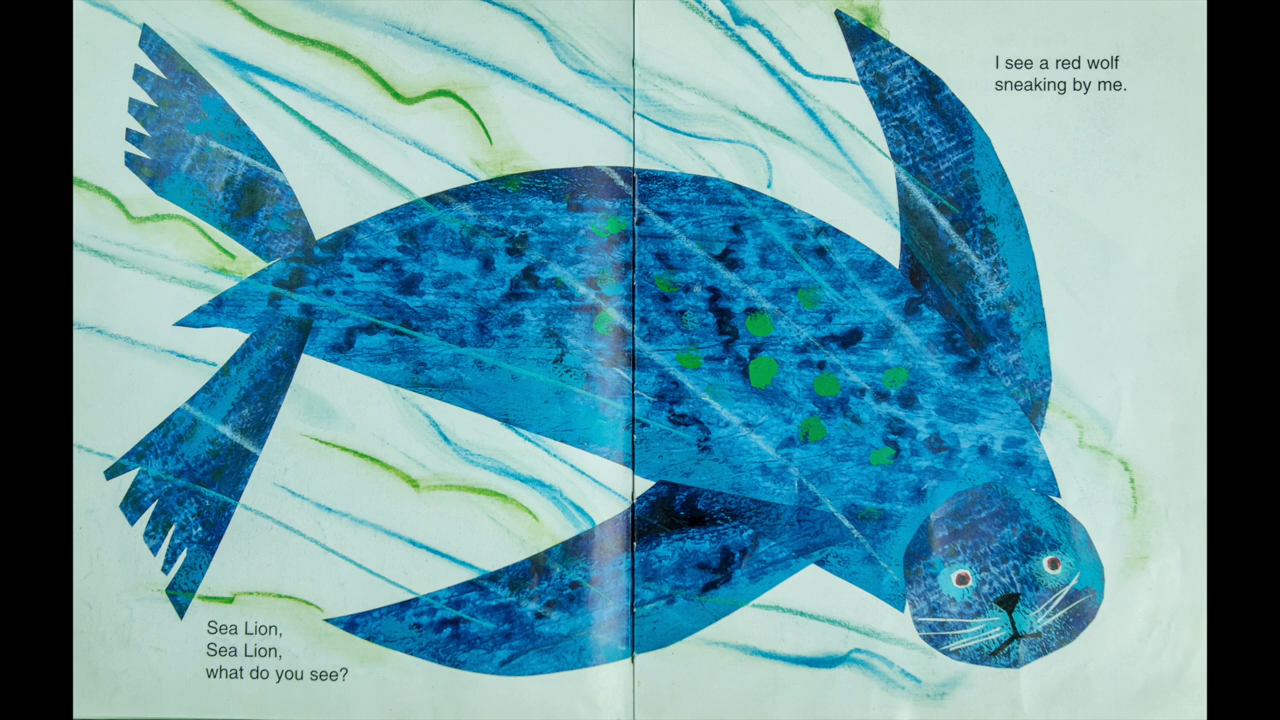 Sea Lion,
Sea Lion,
what do you see?
I see a red wolf
sneaking by me.